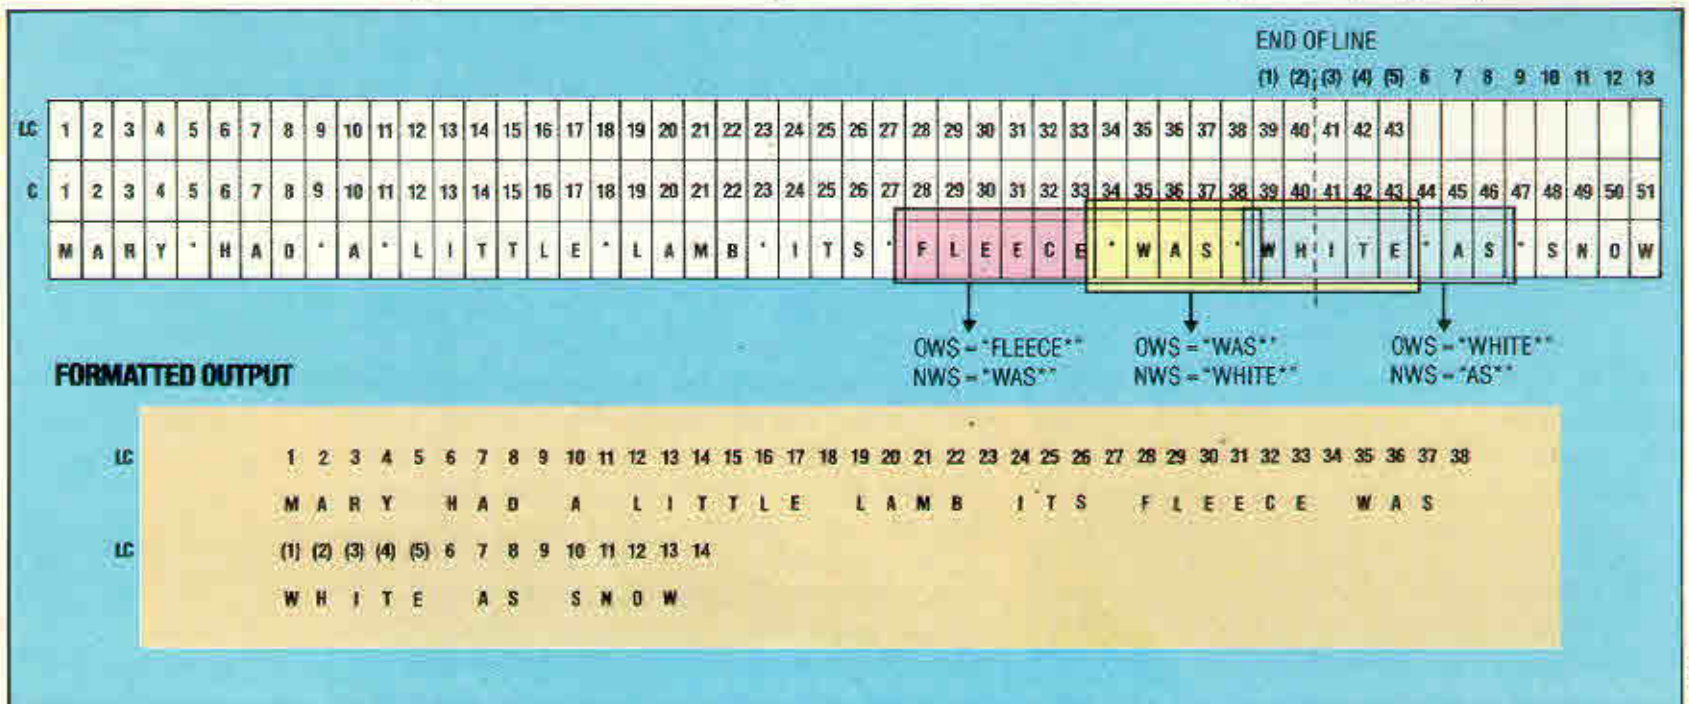 END OF LINE
(1) (2) (3) (4) (5) 6 7 8 9 10 11 12 13
LC 1 2 3 4 5 6 7 8 9 10 11 12 13 14 15 16 17 18 19 20 21 22 23 24 25 26 27 28 29 30 31 32 33 34 35 36 37 38 39 40 41 42 43
C 1 2 3 4 5 6 7 8 9 10 11 12 13 14 15 16 17 18 19 20 21 22 23 24 25 26 27 28 29 30 31 32 33 34 35 36 37 38 39 40 41 42 43 44 45 46 47 48 49 50 51
M A R Y * H A D * A * L I T T L E * L A M B * I T S * F L E E C E * W A S * W H I T E * A S * S N O W
OW$ = "FLEECE*" OW$ = "WAS*" OW$ = "WHITE*"
NW$ = "WAS*" NW$ = "WHITE*" NW$ = "AS*"
FORMATTED OUTPUT
LC 1 2 3 4 5 6 7 8 9 10 11 12 13 14 15 16 17 18 19 20 21 22 23 24 25 26 27 28 29 30 31 32 33 34 35 36 37 38
M A R Y H A D A L I T T L E L A M B I T S F L E E C E W A S
LC (1) (2) (3) (4) (5) 6 7 8 9 10 11 12 13 14
W H I T E A S S N O W